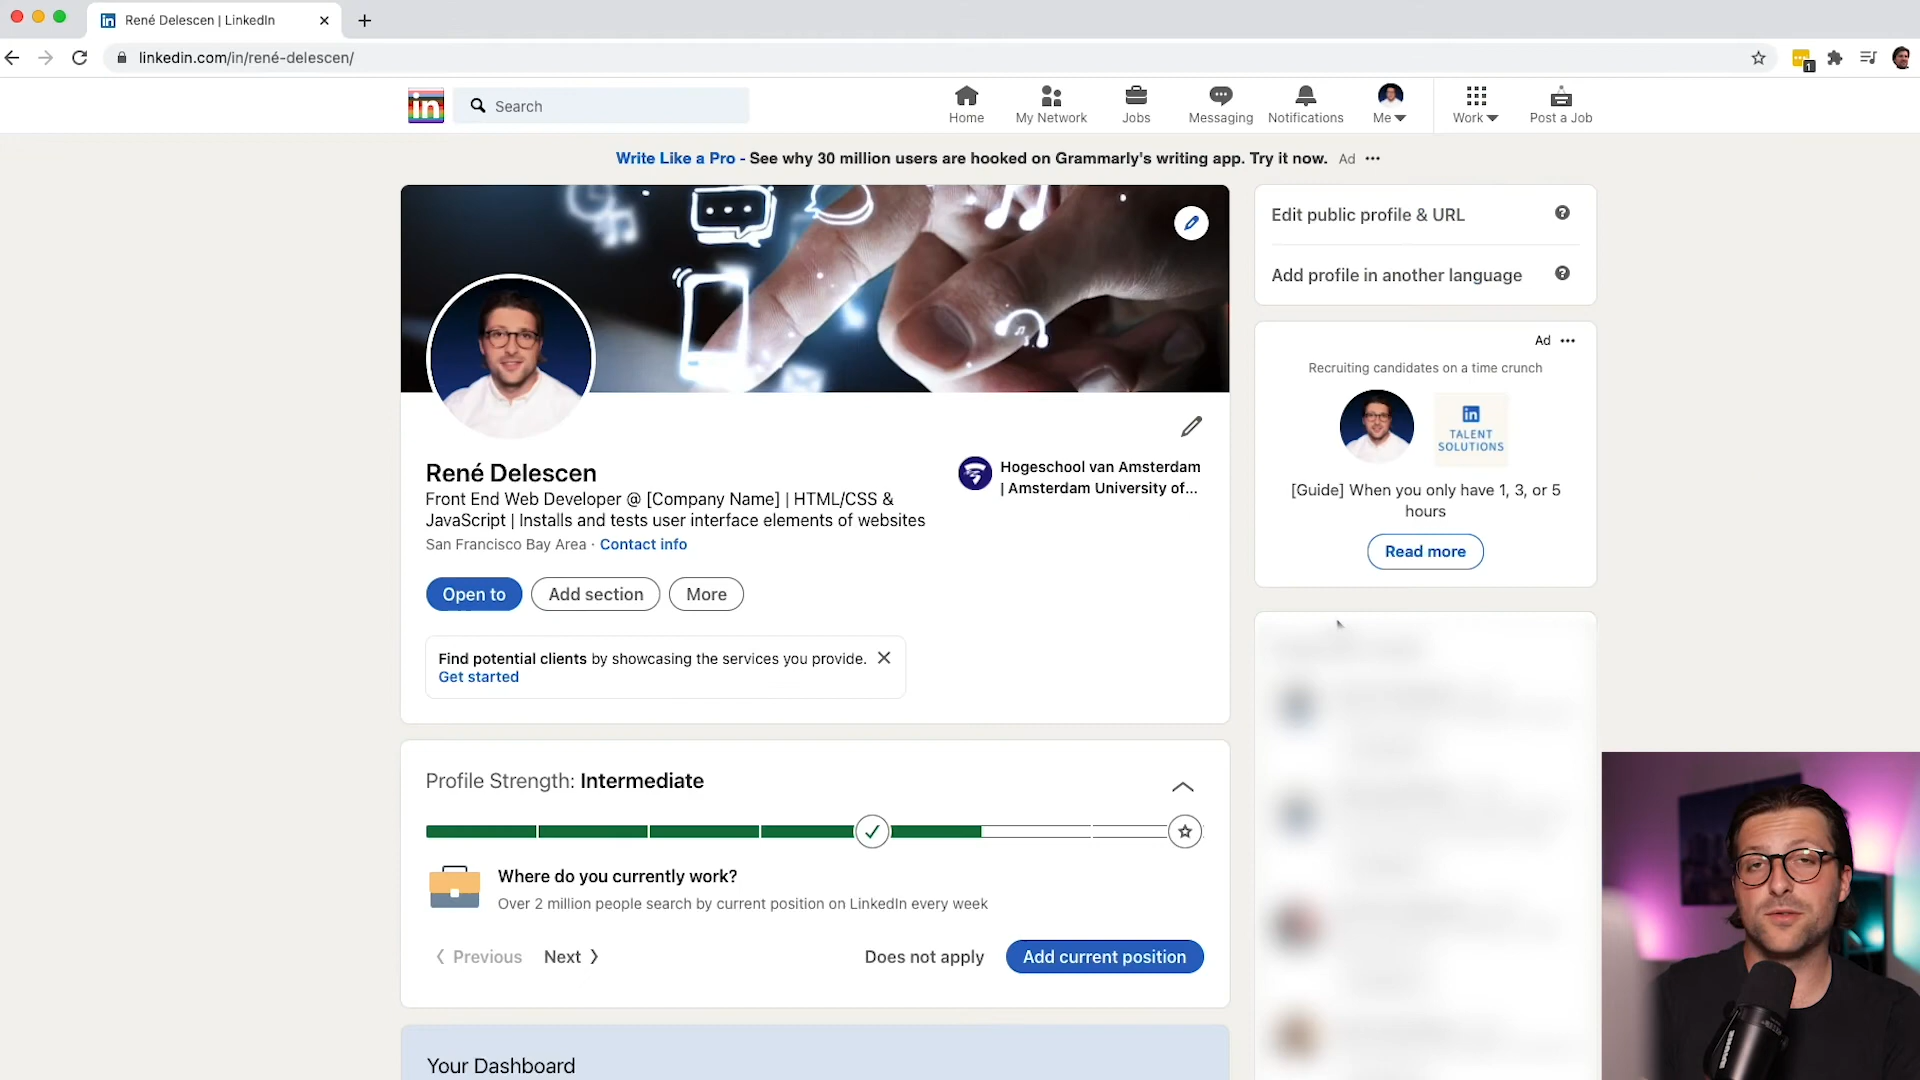 René Delescen | LinkedIn
linkedin.com/in/rené-delescen/
1
in
Search
Home
My Network
Jobs
Messaging
Notifications
Me
Work
Post a Job
Write Like a Pro - See why 30 million users are hooked on Grammarly's writing app. Try it now. Ad
René Delescen
Front End Web Developer @ [Company Name] | HTML/CSS &
JavaScript | Installs and tests user interface elements of websites
San Francisco Bay Area · Contact info
Hogeschool van Amsterdam
| Amsterdam University of...
Open to
Add section
More
Find potential clients by showcasing the services you provide.
Get started
Profile Strength: Intermediate
Where do you currently work?
Over 2 million people search by current position on LinkedIn every week
Previous
Next
Does not apply
Add current position
Your Dashboard
Edit public profile & URL
Add profile in another language
Ad
Recruiting candidates on a time crunch
in
TALENT
SOLUTIONS
[Guide] When you only have 1, 3, or 5
hours
Read more